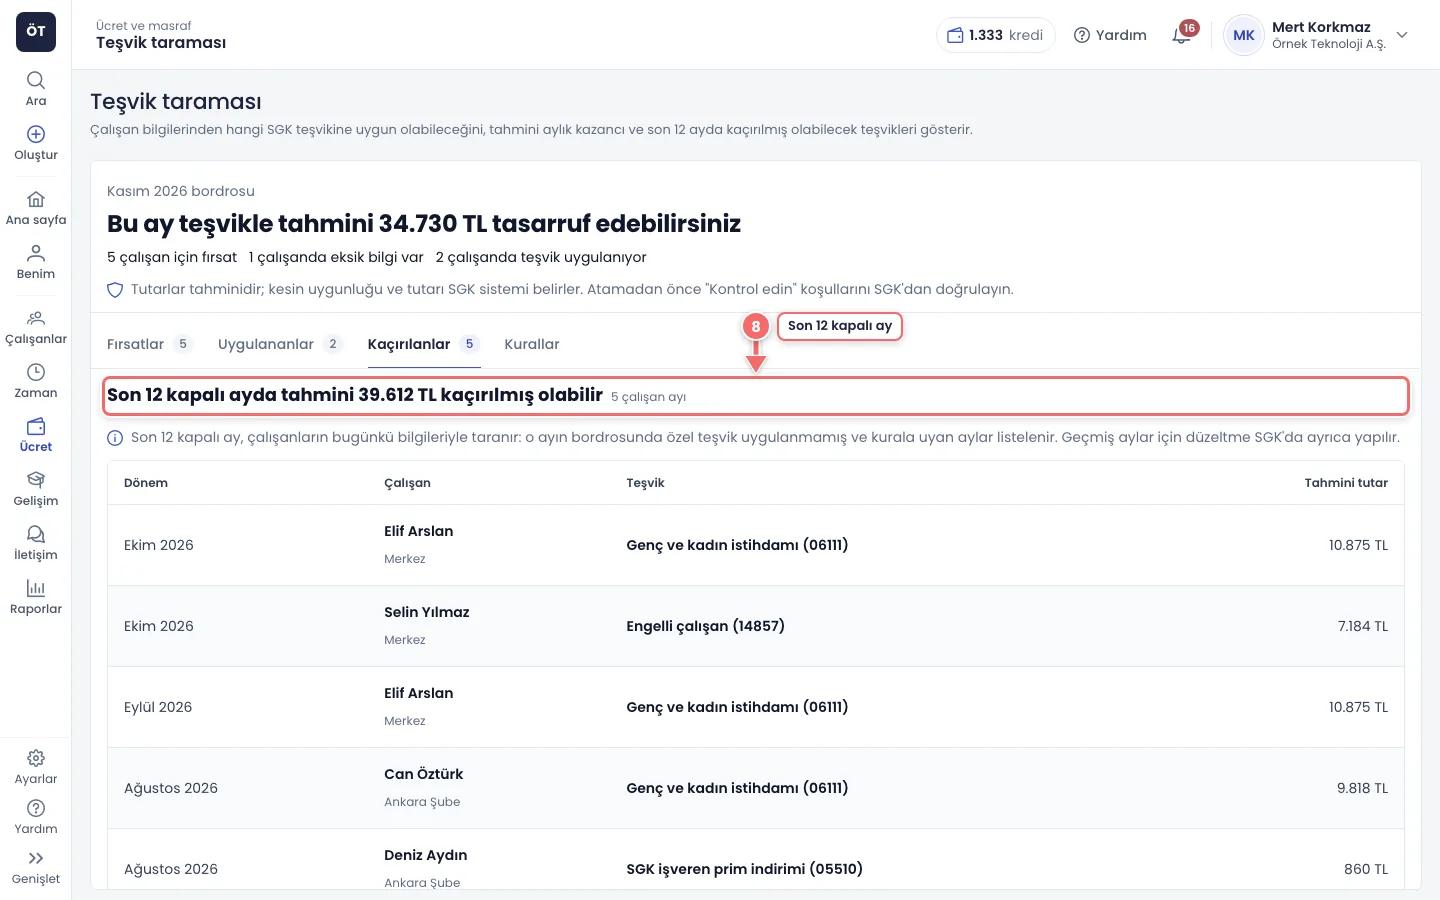 ÖT
Ara
Oluştur
Ana sayfa
Benim
Çalışanlar
Zaman
Ücret
Gelişim
İletişim
Raporlar
Ayarlar
Yardım
Genişlet
Ücret ve masraf
Teşvik taraması
1.333 kredi
Yardım
16
MK
Mert Korkmaz
Örnek Teknoloji A.Ş.
Teşvik taraması
Çalışan bilgilerinden hangi SGK teşvikine uygun olabileceğini, tahmini aylık kazancı ve son 12 ayda kaçırılmış olabilecek teşvikleri gösterir.
Kasım 2026 bordrosu
Bu ay teşvikle tahmini 34.730 TL tasarruf edebilirsiniz
5 çalışan için fırsat 1 çalışanda eksik bilgi var 2 çalışanda teşvik uygulanıyor
Tutarlar tahminidir; kesin uygunluğu ve tutarı SGK sistemi belirler. Atamadan önce "Kontrol edin" koşullarını SGK'dan doğrulayın.
Fırsatlar 5 Uygulananlar 2 Kaçırılanlar 5 Kurallar
8 Son 12 kapalı ay
Son 12 kapalı ayda tahmini 39.612 TL kaçırılmış olabilir 5 çalışan ayı
Son 12 kapalı ay, çalışanların bugünkü bilgileriyle taranır: o ayın bordrosunda özel teşvik uygulanmamış ve kurala uyan aylar listelenir. Geçmiş aylar için düzeltme SGK'da ayrıca yapılır.
Dönem Çalışan Teşvik Tahmini tutar
Ekim 2026 Elif Arslan Genç ve kadın istihdamı (06111) 10.875 TL
Merkez
Ekim 2026 Selin Yılmaz Engelli çalışan (14857) 7.184 TL
Merkez
Eylül 2026 Elif Arslan Genç ve kadın istihdamı (06111) 10.875 TL
Merkez
Ağustos 2026 Can Öztürk Genç ve kadın istihdamı (06111) 9.818 TL
Ankara Şube
Ağustos 2026 Deniz Aydın SGK işveren prim indirimi (05510) 860 TL
Ankara Şube